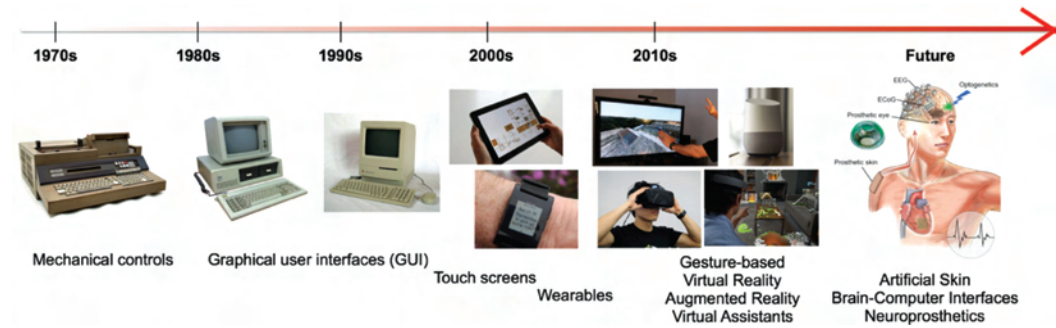 1970s
1980s
1990s
2000s
2010s
Future
EEG
Optogenetics
ECoG
Prosthetic eye
Prosthetic skin
Mechanical controls
Graphical user interfaces (GUI)
Touch screens
Wearables
Gesture-based
Virtual Reality
Augmented Reality
Virtual Assistants
Artificial Skin
Brain-Computer Interfaces
Neuroprosthetics